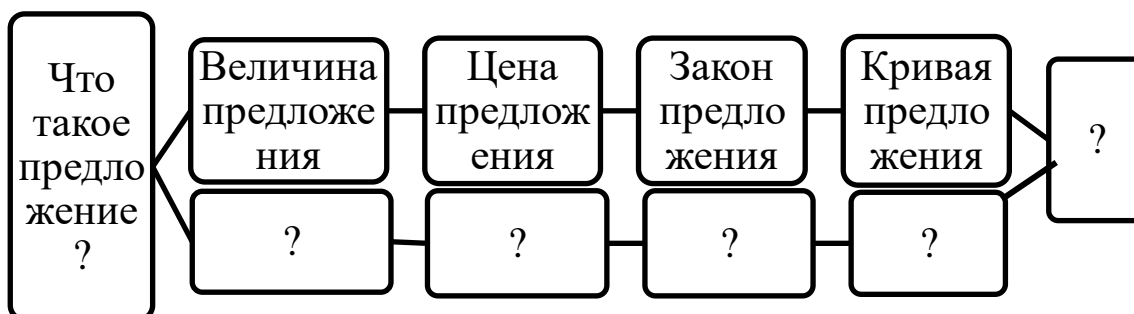 Что
такое
предло
жение
?
Величина
предложе
ния
Цена
предлож
ения
Закон
предло
жения
Кривая
предло
жения
?
?
?
?
?